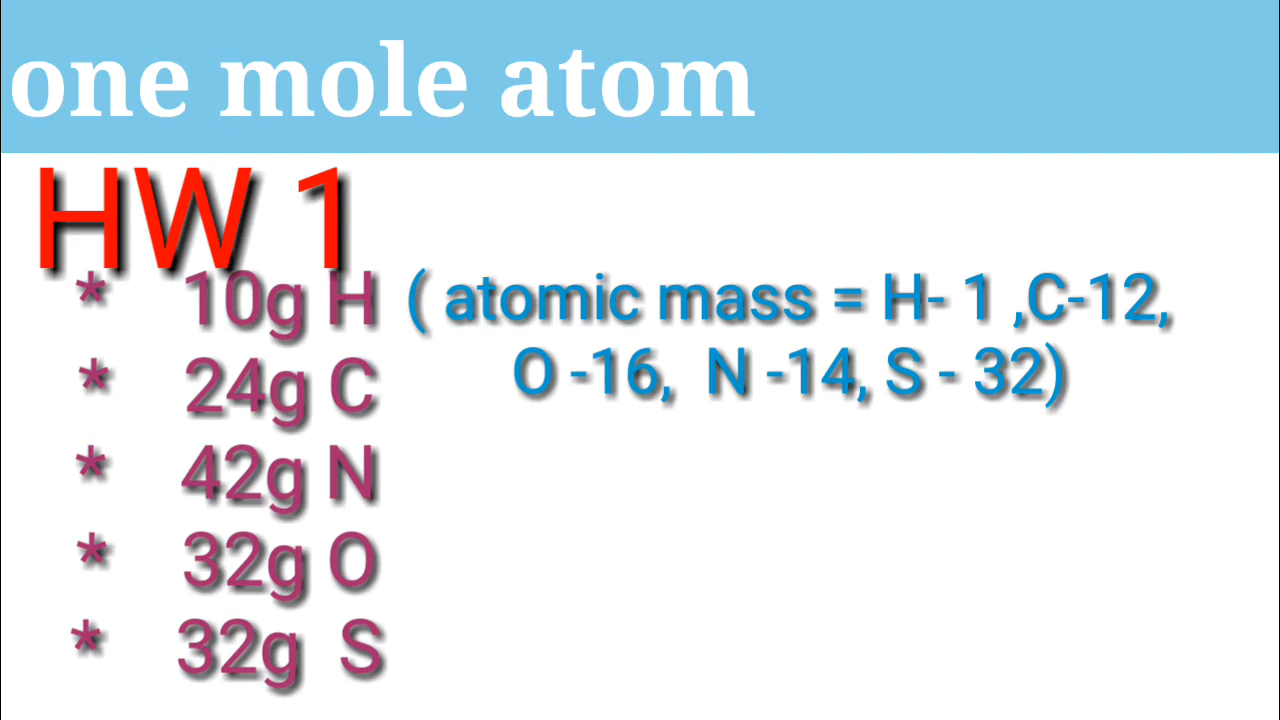 one mole atom
HW 1
* 10g H ( atomic mass = H- 1 ,C-12,
* 24g C O -16, N -14, S - 32)
* 42g N
* 32g O
* 32g S